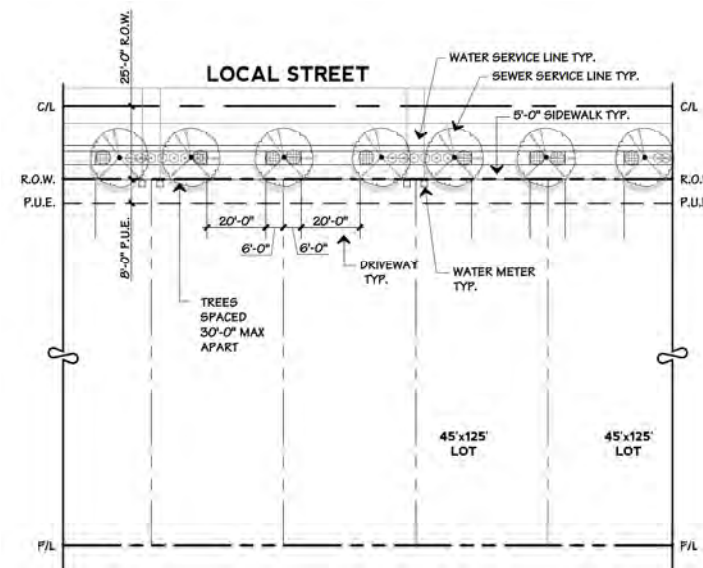 25'-0" R.O.W.
LOCAL STREET
WATER SERVICE LINE TYP.
SEWER SERVICE LINE TYP.
5'-0" SIDEWALK TYP.
C/L
C/L
R.O.W.
R.O.
P.U.E.
P.U.
8'-0" P.U.E.
20'-0"
20'-0"
6'-0"
6'-0"
DRIVEWAY
TYP.
WATER METER
TYP.
TREES
SPACED
30'-0" MAX
APART
45'x125'
LOT
45'x125'
LOT
P/L
P/L